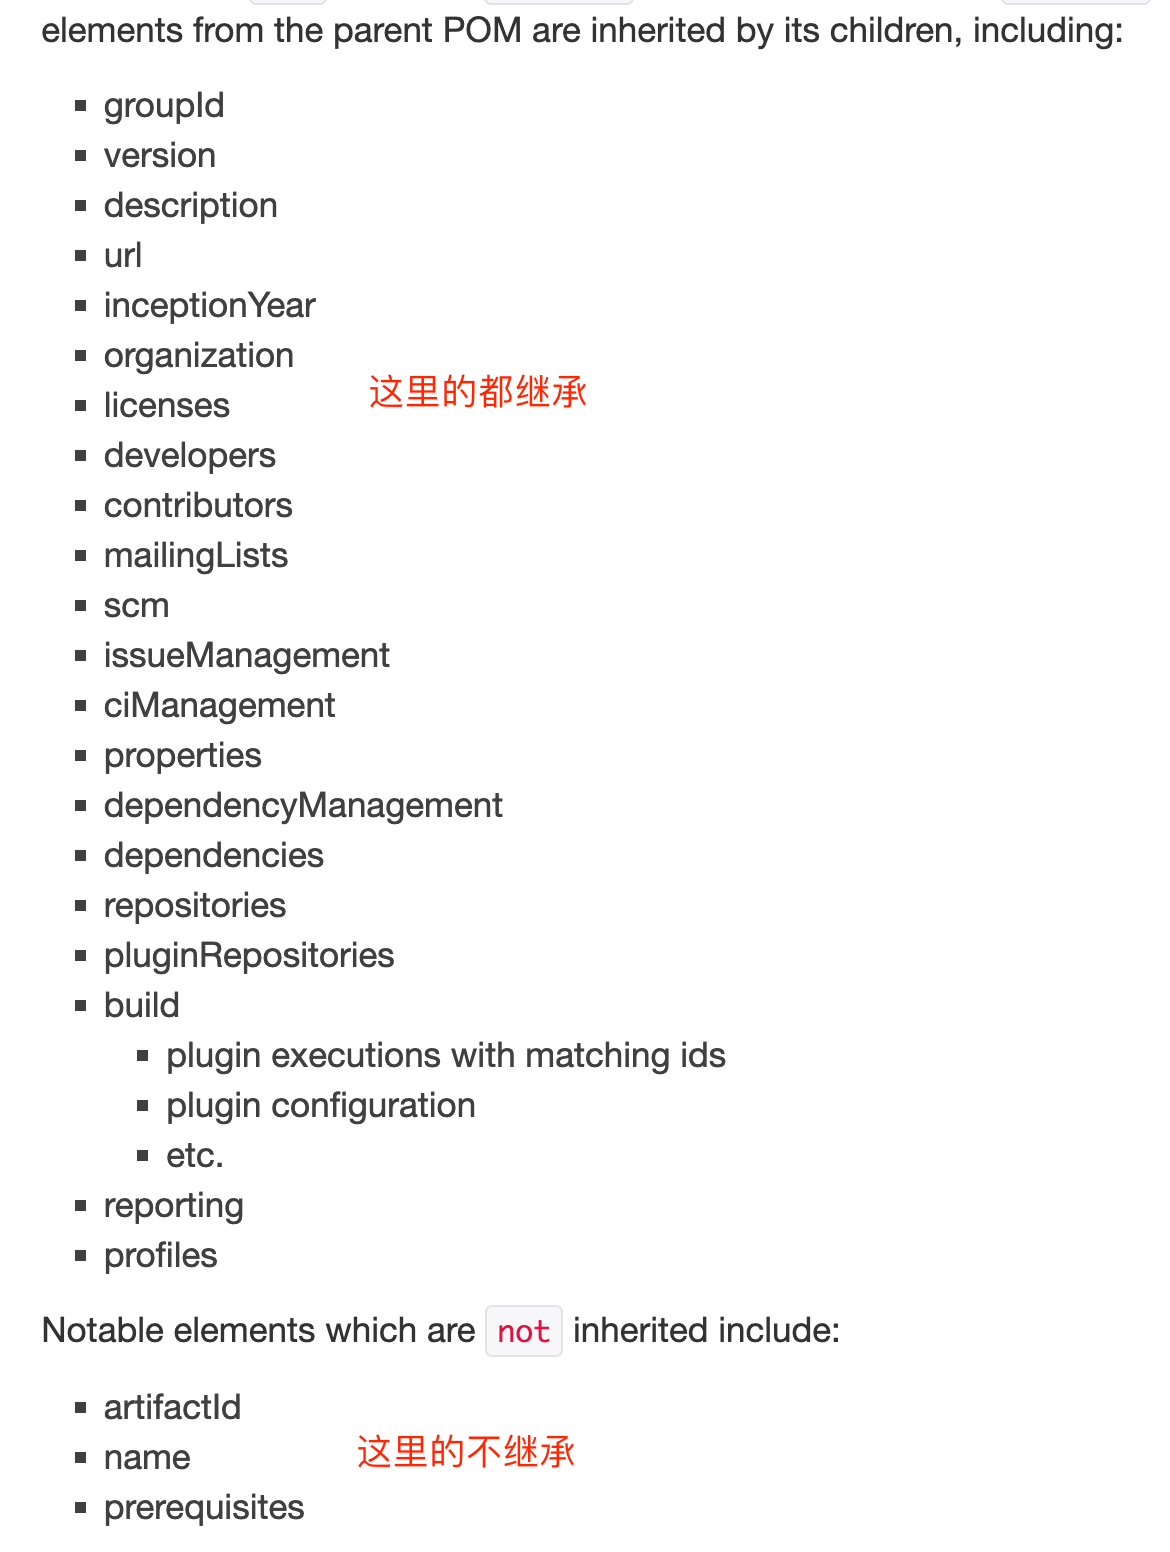 elements from the parent POM are inherited by its children, including:
groupId
version
description
url
inceptionYear
organization
这里的都继承
licenses
developers
contributors
mailingLists
scm
issueManagement
ciManagement
properties
dependencyManagement
dependencies
repositories
pluginRepositories
build
plugin executions with matching ids
plugin configuration
etc.
reporting
profiles
Notable elements which are not inherited include:
artifactId
name
这里的不继承
prerequisites